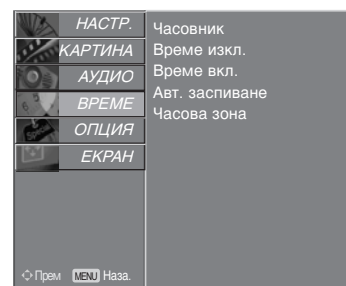 НАСТР.
КАРТИНА
АУДИО
ВРЕМЕ
ОПЦИЯ
ЕКРАН
Часовник
Време изкл.
Време вкл.
Авт. заспиване
Часова зона
Прем MENU Наза.